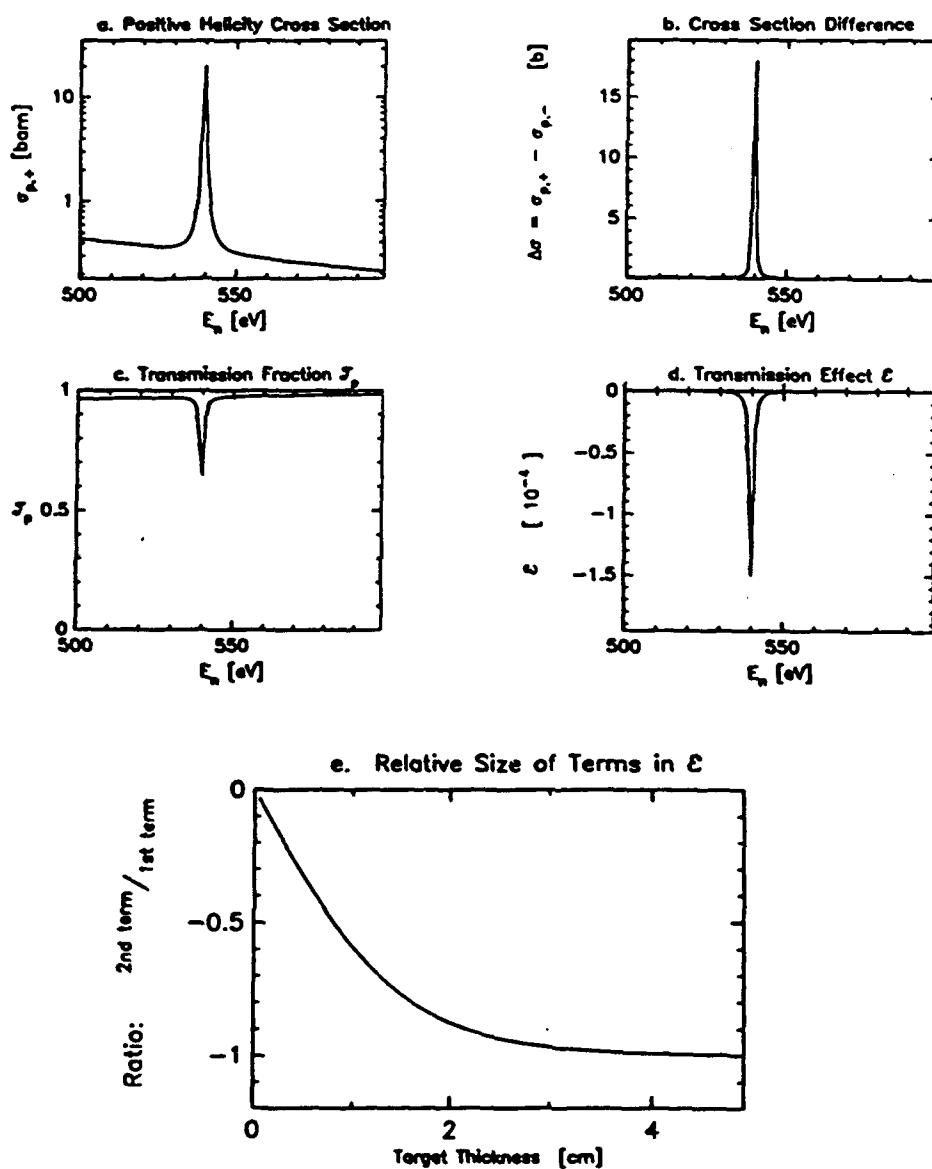 a. Positive Helicity Cross Section
σp,+ [barn]
10
1
500
550
En [eV]
b. Cross Section Difference
Δσ = σp,+ − σp,− [b]
15
10
5
500
550
En [eV]
c. Transmission Fraction 𝒯p
𝒯p
1
0.5
0
500
550
En [eV]
d. Transmission Effect ε
ε [10−4]
0
−0.5
−1
−1.5
500
550
En [eV]
e. Relative Size of Terms in ε
Ratio: 2nd term/1st term
0
−0.5
−1
0
2
4
Target Thickness [cm]